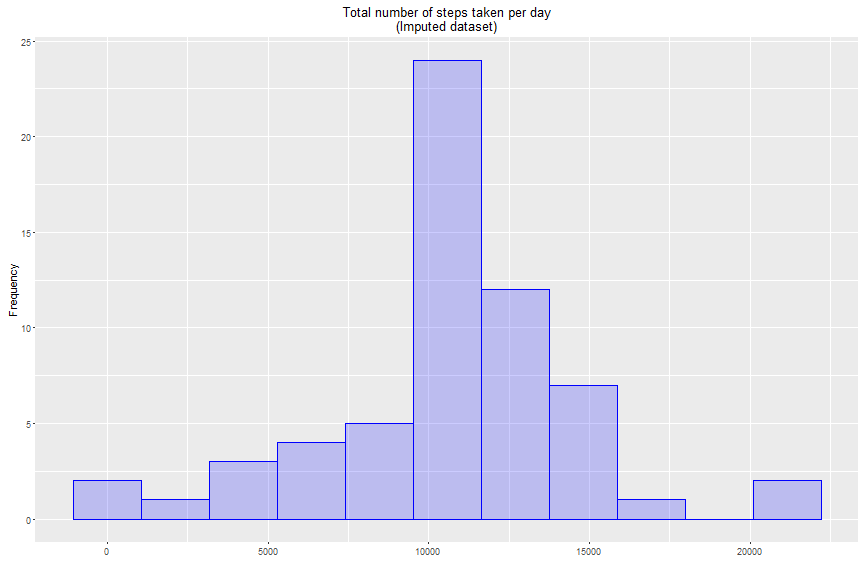 Total number of steps taken per day
(Imputed dataset)
25
20
15
10
5
0
Frequency
0 5000 10000 15000 20000